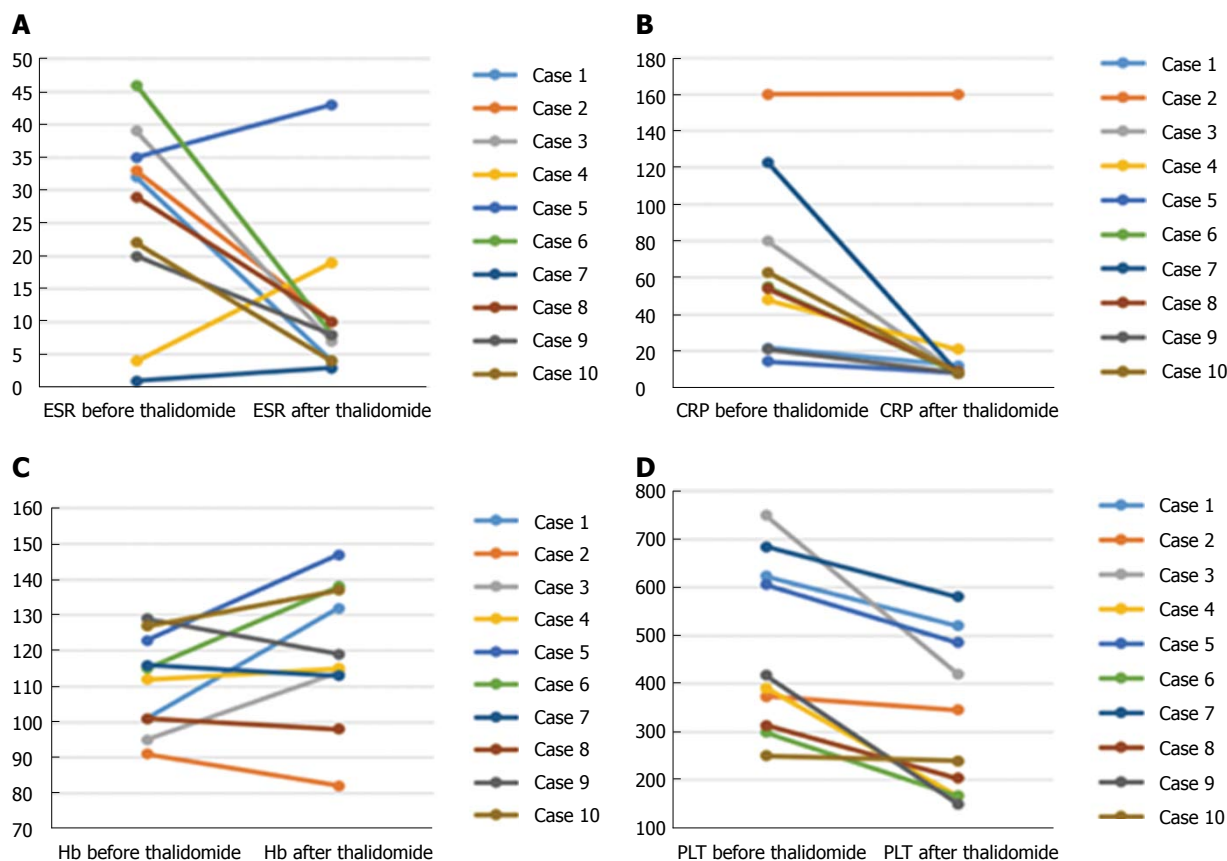 A
50
45
40
35
30
25
20
15
10
5
0
ESR before thalidomide ESR after thalidomide
Case 1
Case 2
Case 3
Case 4
Case 5
Case 6
Case 7
Case 8
Case 9
Case 10
B
180
160
140
120
100
80
60
40
20
0
CRP before thalidomide CRP after thalidomide
Case 1
Case 2
Case 3
Case 4
Case 5
Case 6
Case 7
Case 8
Case 9
Case 10
C
160
150
140
130
120
110
100
90
80
70
Hb before thalidomide Hb after thalidomide
Case 1
Case 2
Case 3
Case 4
Case 5
Case 6
Case 7
Case 8
Case 9
Case 10
D
800
700
600
500
400
300
200
100
PLT before thalidomide PLT after thalidomide
Case 1
Case 2
Case 3
Case 4
Case 5
Case 6
Case 7
Case 8
Case 9
Case 10